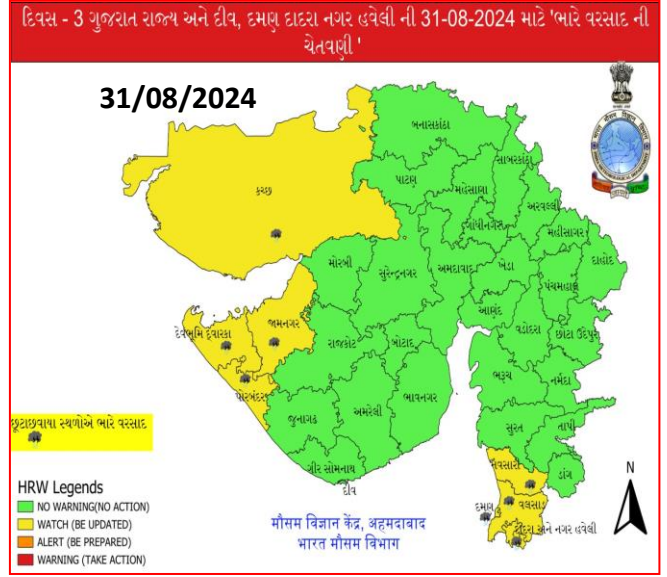 દિવસ - 3 ગુજરાત રાજ્ય અને દીવ, દમણ દાદરા નગર હવેલી ની 31-08-2024 માટે 'ભારે વરસાદ ની
ચેતવણી '
31/08/2024
બનાસકાંઠા
સાબરકાંઠા
પાટણ
મહેસાણા
કચ્છ
અરવલ્લી
ગાંધીનગર
મહીસાગર
મોરબી
સુરેન્દ્રનગર
અમદાવાદ
ખેડા
દાહોદ
પંચમહાલ
જામનગર
આણંદ
દેવભૂમિ દ્વારકા
રાજકોટ
બોટાદ
વડોદરા
છોટા ઉદેપુર
પોરબંદર
ભરૂચ
નર્મદા
જુનાગઢ
અમરેલી
ભાવનગર
છૂટાછવાયા સ્થળોએ ભારે વરસાદ
સુરત
તાપી
ગીર સોમનાથ
નવસારી
ડાંગ
દીવ
HRW Legends
NO WARNING(NO ACTION)
WATCH (BE UPDATED)
ALERT (BE PREPARED)
WARNING (TAKE ACTION)
દમણ
વલસાડ
દાદરા અને નગર હવેલી
N
मौसम विज्ञान केंद्र, अहमदाबाद
भारत मौसम विभाग